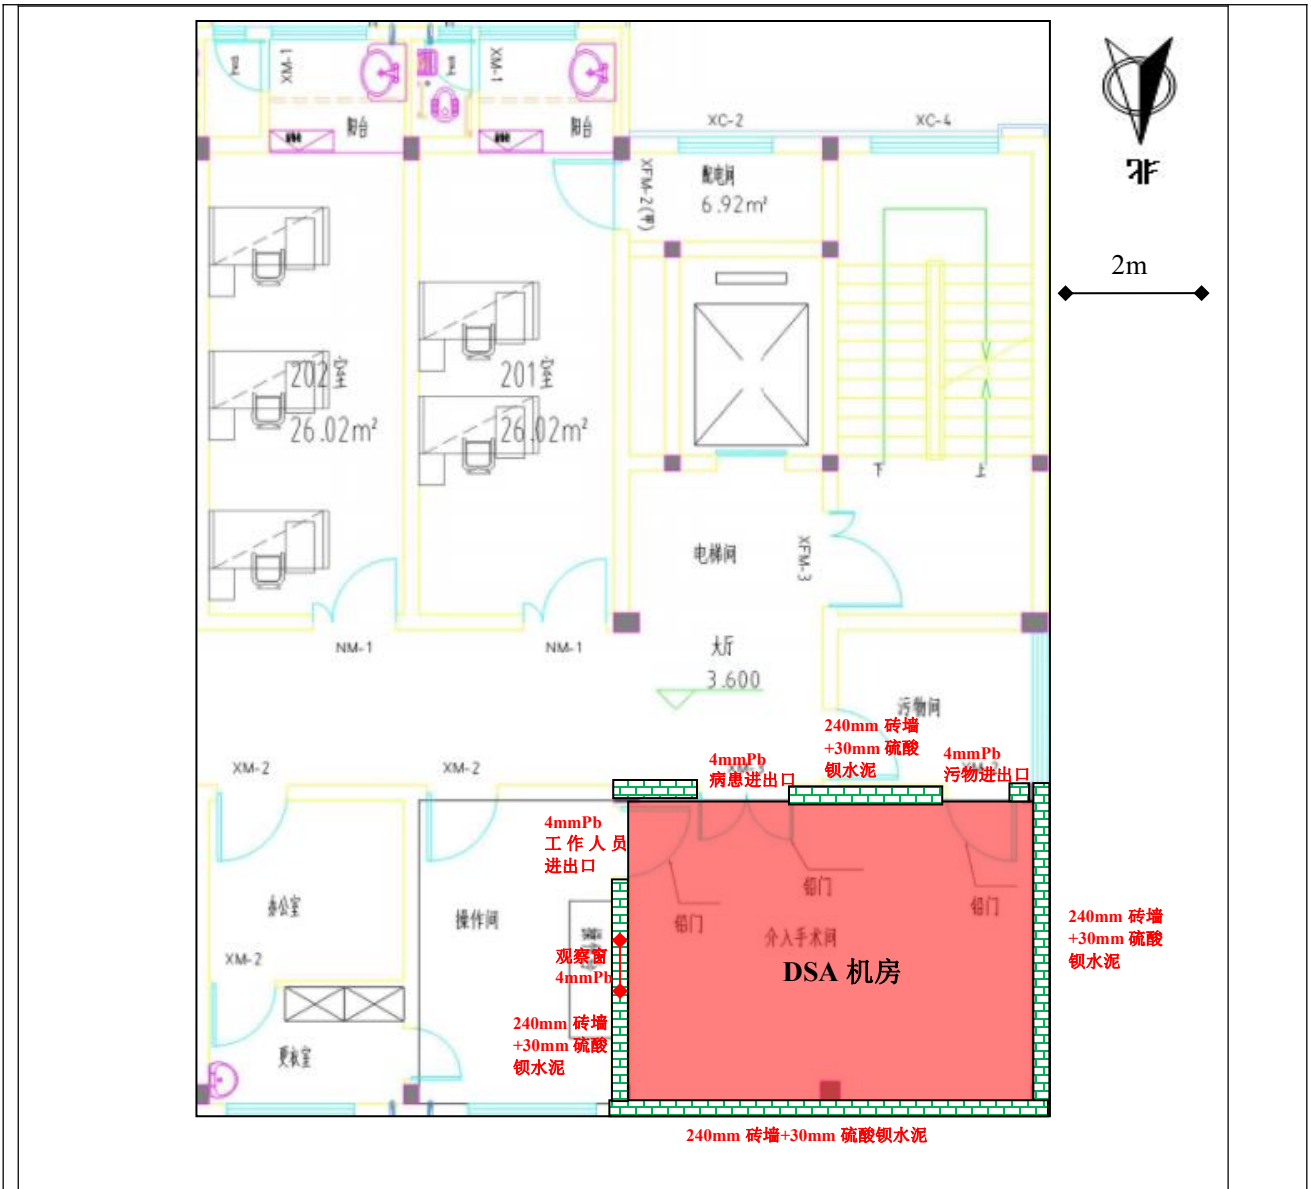 XM-1
XM-1
阳台
阳台
XC-2
XC-4
北
2m
XFM-2(甲)
配电间
6.92m²
202室
26.02m²
201室
26.02m²
下
上
电梯间
XFM-3
NM-1
NM-1
大厅
3.600
污物间
240mm 砖墙
+30mm 硫酸
钡水泥
XM-2
XM-2
4mmPb
病患进出口
4mmPb
污物进出口
4mmPb
工作人员
进出口
铅门
铅门
铅门
办公室
操作间
介入手术间
DSA 机房
240mm 砖墙
+30mm 硫酸
钡水泥
XM-2
观察窗
4mmPb
240mm 砖墙
+30mm 硫酸
钡水泥
更衣室
240mm 砖墙+30mm 硫酸钡水泥